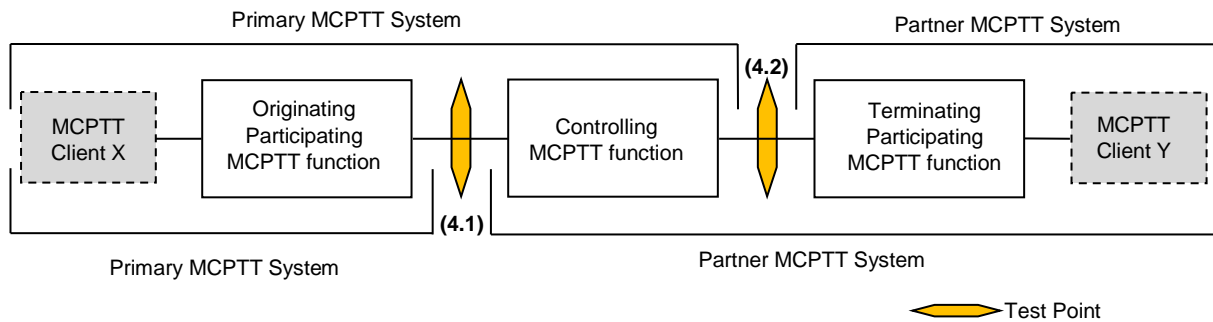 Primary MCPTT System
Partner MCPTT System
(4.2)
MCPTT
Client X
Originating
Participating
MCPTT function
Controlling
MCPTT function
Terminating
Participating
MCPTT function
MCPTT
Client Y
(4.1)
Primary MCPTT System
Partner MCPTT System
Test Point